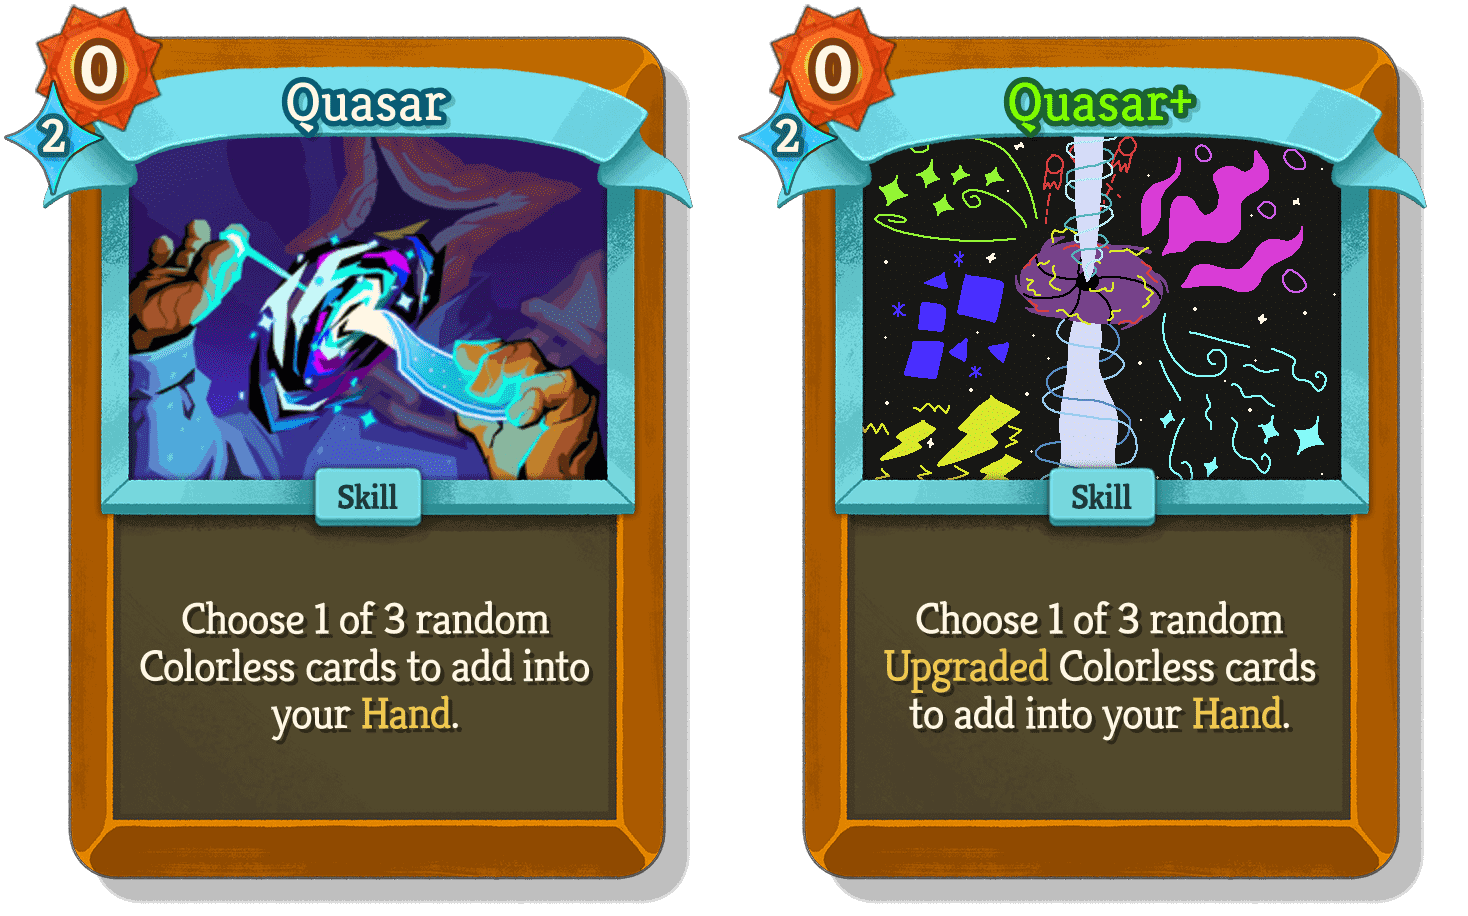 0
2
Quasar
Skill
Choose 1 of 3 random
Colorless cards to add into
your Hand.
0
2
Quasar+
Skill
Choose 1 of 3 random
Upgraded Colorless cards
to add into your Hand.